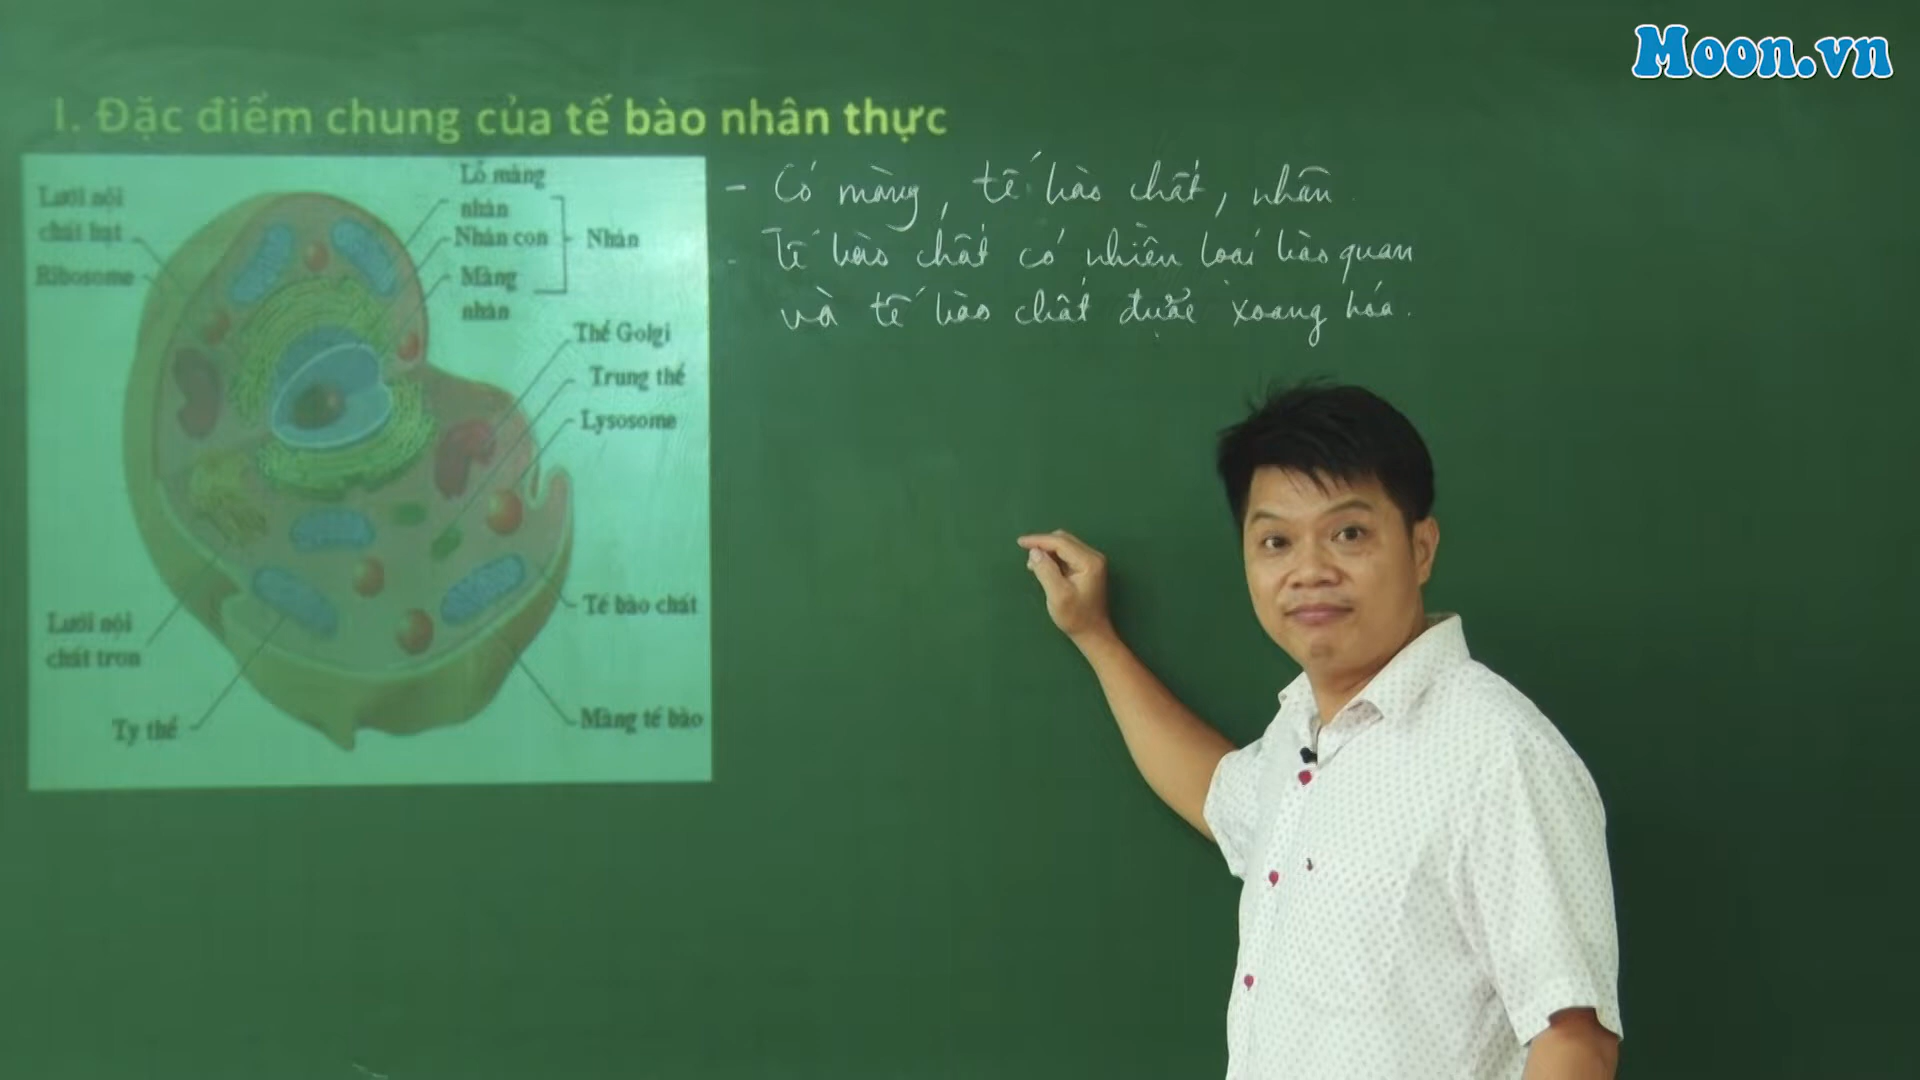 Moon.vn
I. Đặc điểm chung của tế bào nhân thực
Lưới nội
chất hạt
Ribosome
Lỗ màng
nhân
Nhân con
Màng
nhân
Nhân
Thể Golgi
Trung thể
Lysosome
Tế bào chất
Màng tế bào
Lưới nội
chất trơn
Ty thể
- Có màng, tế bào chất, nhân.
- Tế bào chất có nhiều loại bào quan
và tế bào chất được xoang hóa.